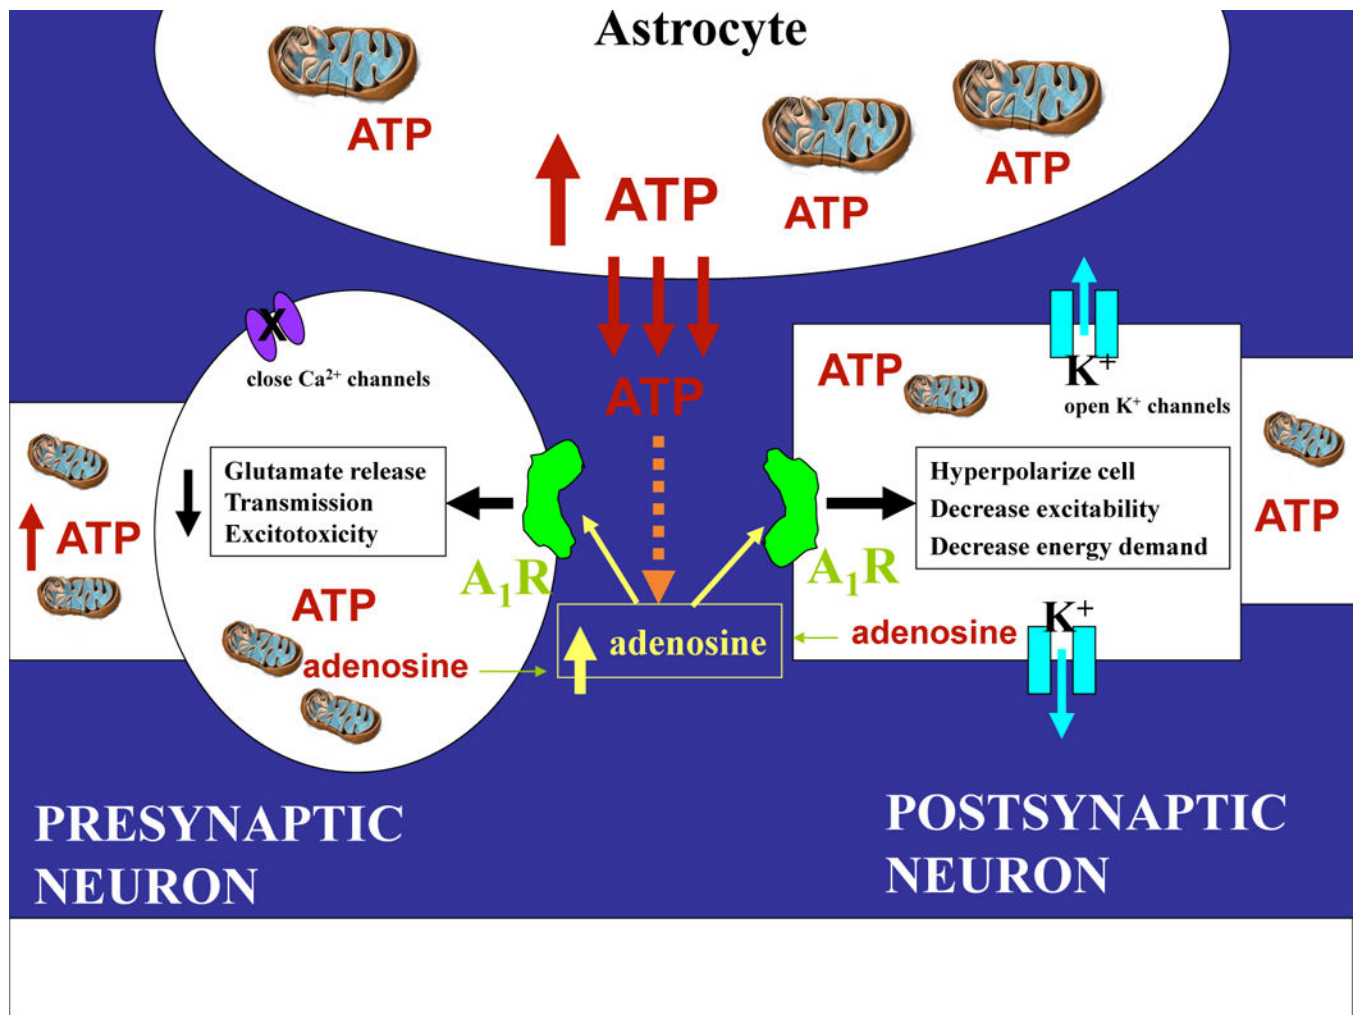 Astrocyte
ATP
ATP
ATP
ATP
X
close Ca²⁺ channels
ATP
ATP
K⁺
open K⁺ channels
Glutamate release
Transmission
Excitotoxicity
Hyperpolarize cell
Decrease excitability
Decrease energy demand
ATP
ATP
A₁R
A₁R
ATP
adenosine
adenosine
adenosine
K⁺
PRESYNAPTIC
NEURON
POSTSYNAPTIC
NEURON